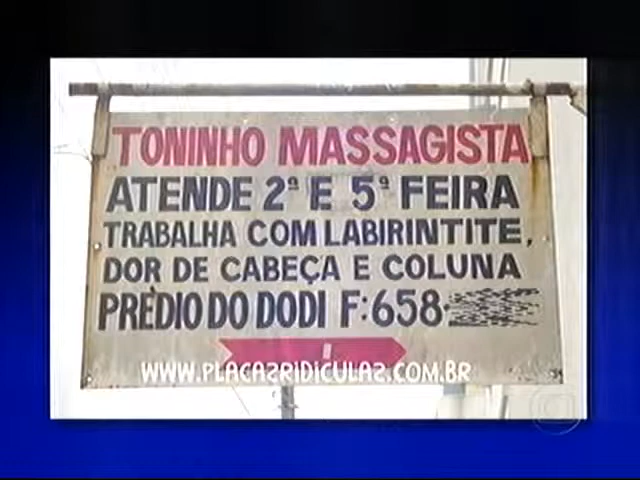 TONINHO MASSAGISTA
ATENDE 2ª E 5ª FEIRA
TRABALHA COM LABIRINTITE,
DOR DE CABEÇA E COLUNA
PRÉDIO DO DODI F:658-
WWW.PLACASRIDICULAS.COM.BR